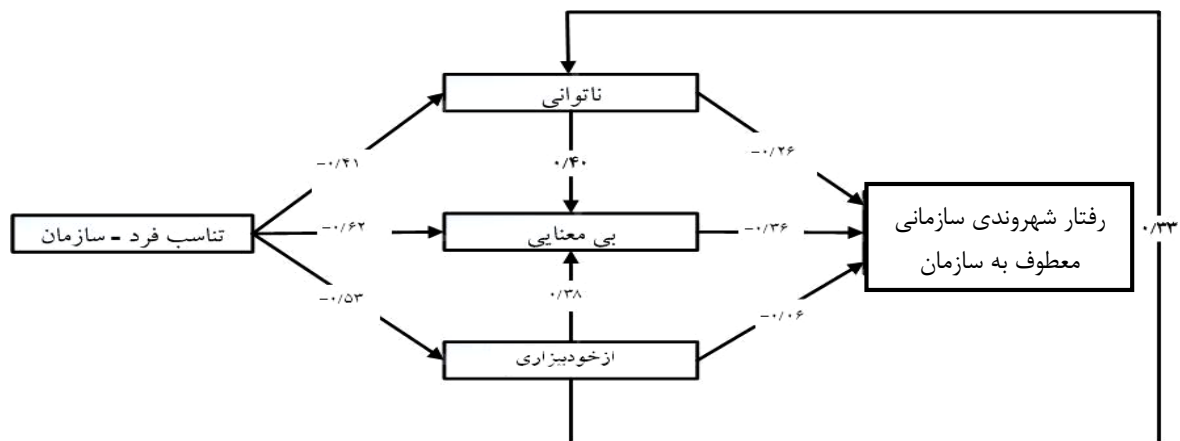 ناتوانی
-۰/۴۱
۰/۴۰
-۰/۲۶
تناسب فرد - سازمان
-۰/۶۲
بی معنایی
-۰/۳۶
رفتار شهروندی سازمانی
معطوف به سازمان
۰/۳۳
-۰/۵۳
۰/۳۸
-۰/۰۶
ازخودبیزاری